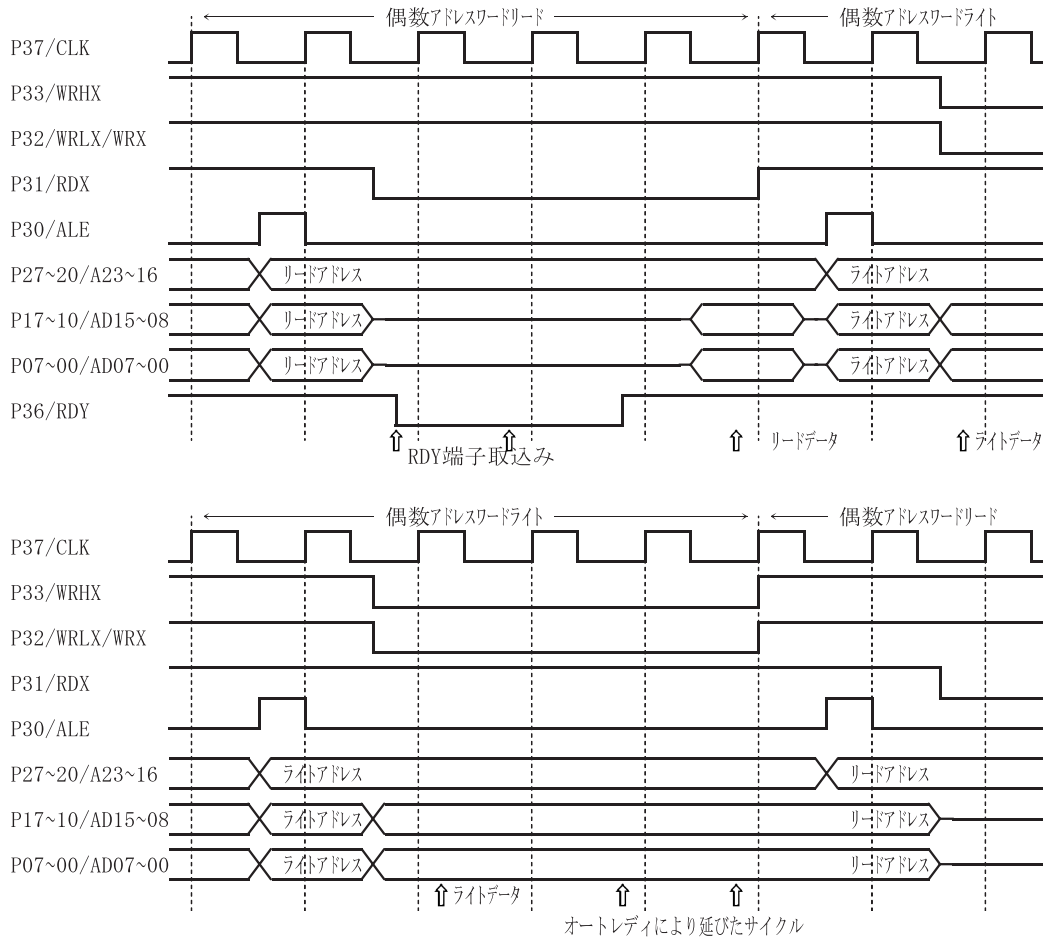 偶数アドレスワードリード 偶数アドレスワードライト
P37/CLK
P33/WRHX
P32/WRLX/WRX
P31/RDX
P30/ALE
P27~20/A23~16 リードアドレス ライトアドレス
P17~10/AD15~08 リードアドレス ライトアドレス
P07~00/AD07~00 リードアドレス ライトアドレス
P36/RDY
リードデータ ライトデータ
RDY端子取込み
偶数アドレスワードライト 偶数アドレスワードリード
P37/CLK
P33/WRHX
P32/WRLX/WRX
P31/RDX
P30/ALE
P27~20/A23~16 ライトアドレス リードアドレス
P17~10/AD15~08 ライトアドレス リードアドレス
P07~00/AD07~00 ライトアドレス リードアドレス
ライトデータ
オートレディにより延びたサイクル